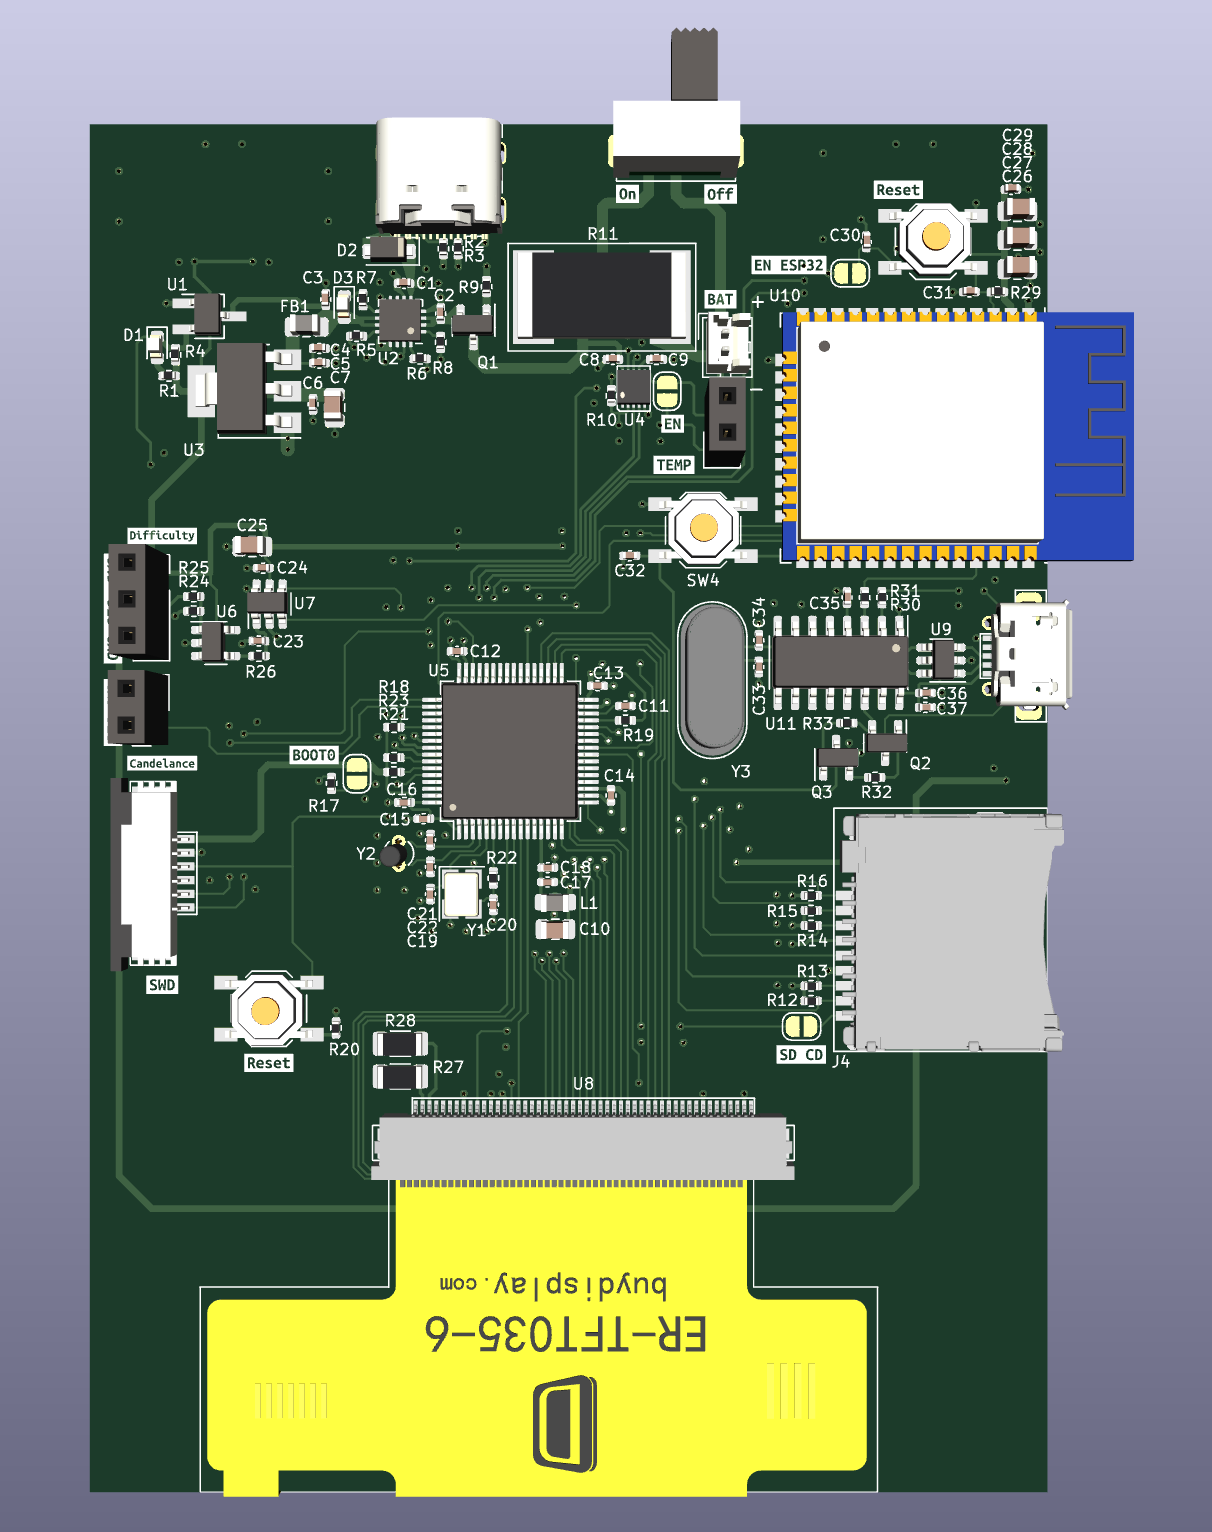 C29
C28
C27
C26
On
Off
Reset
R11
C30
R2
R3
D2
EN ESP32
U1
C3
D3
R7
C1
C2
R9
BAT
+
U10
C31
R29
FB1
D1
R4
C4
C5
R5
U2
R6
R8
Q1
C8
C9
R1
C6
C7
R10
U4
EN
-
U3
TEMP
Difficulty
C25
SW4
C32
R25
R24
C24
U7
U6
C23
R26
C34
C35
R31
R30
U9
C12
U5
C13
C33
R18
R23
R21
C11
R19
U11
R33
C36
C37
BOOT0
Candelance
Y3
Q3
Q2
R32
R17
C16
C15
C14
Y2
R22
C18
C17
L1
C10
C21
C22
C19
Y1
C20
R16
R15
R14
R13
R12
SWD
SD CD
J4
Reset
R20
R28
R27
U8
buydisplay.com
ER-TFT035-6